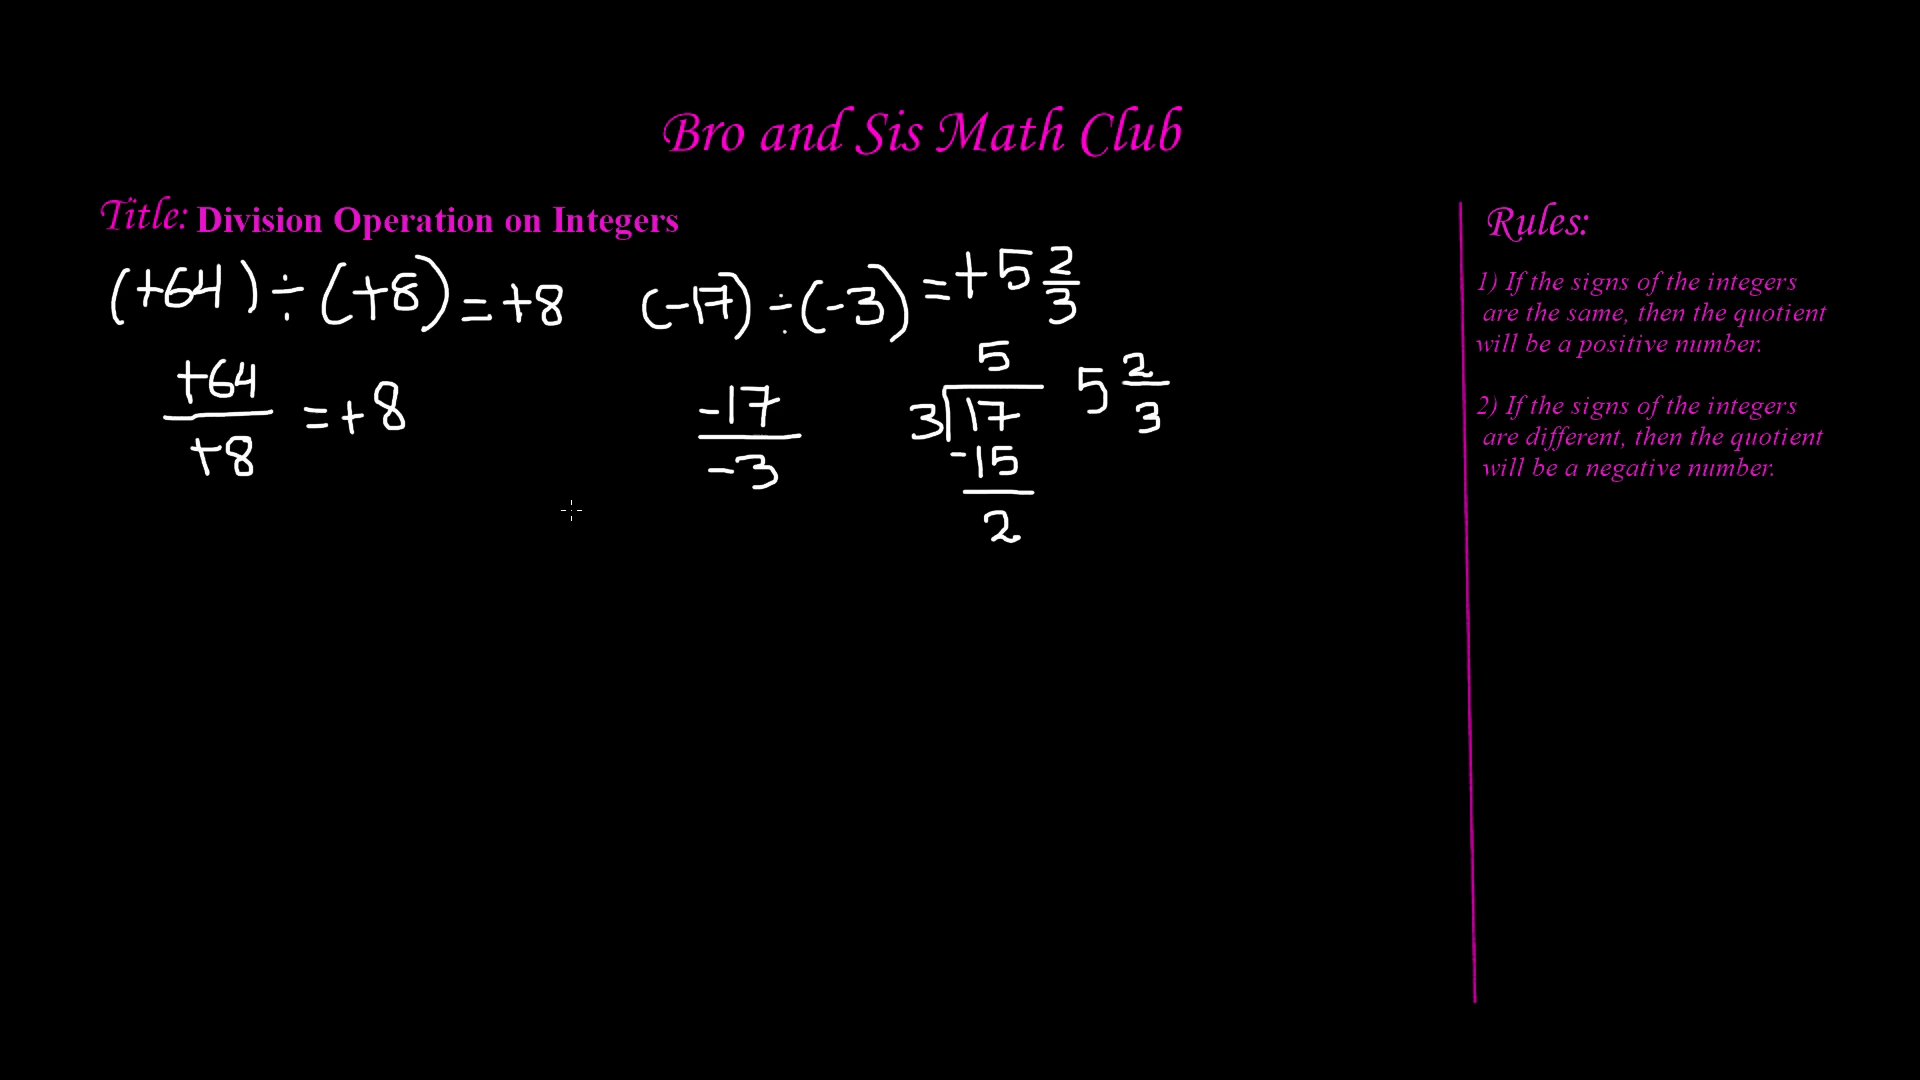 Bro and Sis Math Club
Title: Division Operation on Integers
(+64) ÷ (+8) = +8
+64
+8
= +8
(-17) ÷ (-3) = +5 2/3
-17
-3
5
3 17
-15
2
5 2/3
Rules:
1) If the signs of the integers
are the same, then the quotient
will be a positive number.
2) If the signs of the integers
are different, then the quotient
will be a negative number.